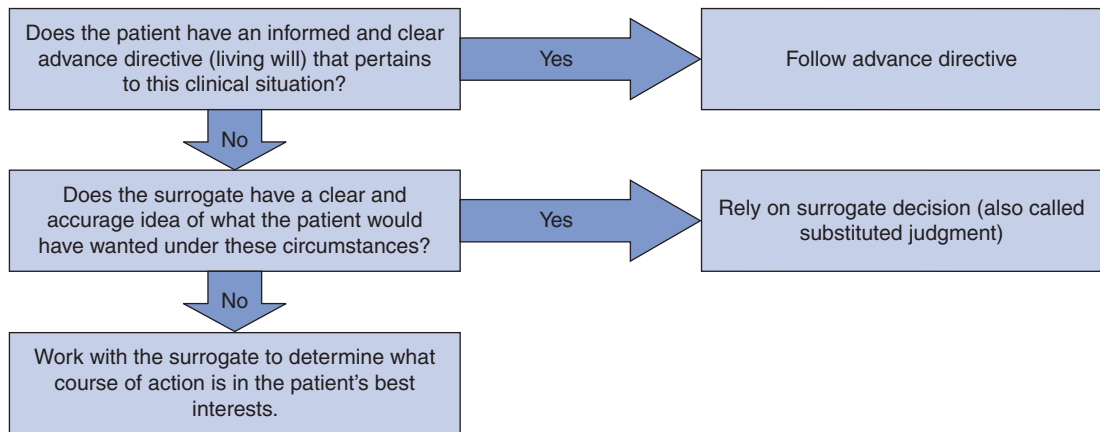 Does the patient have an informed and clear
advance directive (living will) that pertains
to this clinical situation?
Yes
Follow advance directive
No
Does the surrogate have a clear and
accurage idea of what the patient would
have wanted under these circumstances?
Yes
Rely on surrogate decision (also called
substituted judgment)
No
Work with the surrogate to determine what
course of action is in the patient’s best
interests.